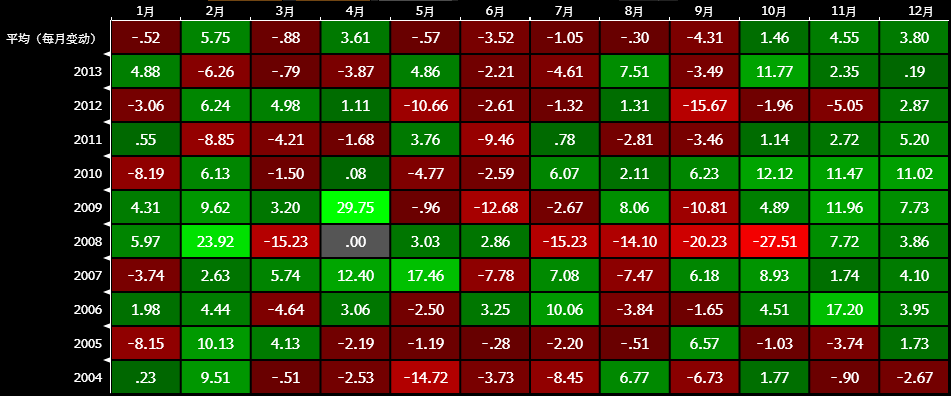 1月 2月 3月 4月 5月 6月 7月 8月 9月 10月 11月 12月
平均（每月变动） -.52 5.75 -.88 3.61 -.57 -3.52 -1.05 -.30 -4.31 1.46 4.55 3.80
2013 4.88 -6.26 -.79 -3.87 4.86 -2.21 -4.61 7.51 -3.49 11.77 2.35 .19
2012 -3.06 6.24 4.98 1.11 -10.66 -2.61 -1.32 1.31 -15.67 -1.96 -5.05 2.87
2011 .55 -8.85 -4.21 -1.68 3.76 -9.46 .78 -2.81 -3.46 1.14 2.72 5.20
2010 -8.19 6.13 -1.50 .08 -4.77 -2.59 6.07 2.11 6.23 12.12 11.47 11.02
2009 4.31 9.62 3.20 29.75 -.96 -12.68 -2.67 8.06 -10.81 4.89 11.96 7.73
2008 5.97 23.92 -15.23 .00 3.03 2.86 -15.23 -14.10 -20.23 -27.51 7.72 3.86
2007 -3.74 2.63 5.74 12.40 17.46 -7.78 7.08 -7.47 6.18 8.93 1.74 4.10
2006 1.98 4.44 -4.64 3.06 -2.50 3.25 10.06 -3.84 -1.65 4.51 17.20 3.95
2005 -8.15 10.13 4.13 -2.19 -1.19 -.28 -2.20 -.51 6.57 -1.03 -3.74 1.73
2004 .23 9.51 -.51 -2.53 -14.72 -3.73 -8.45 6.77 -6.73 1.77 -.90 -2.67